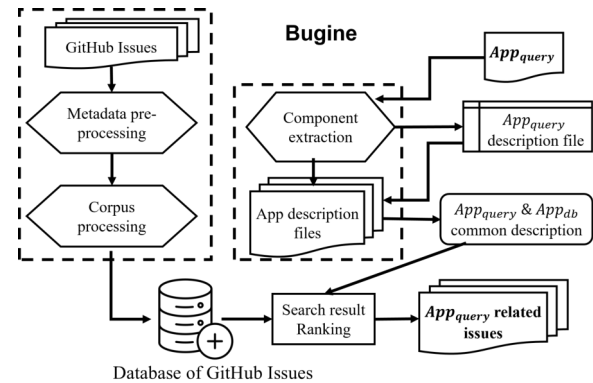 GitHub Issues
Bugine
App_query
Metadata pre-
processing
Component
extraction
App_query
description file
Corpus
processing
App description
files
App_query & App_db
common description
Search result
Ranking
App_query related
issues
Database of GitHub Issues